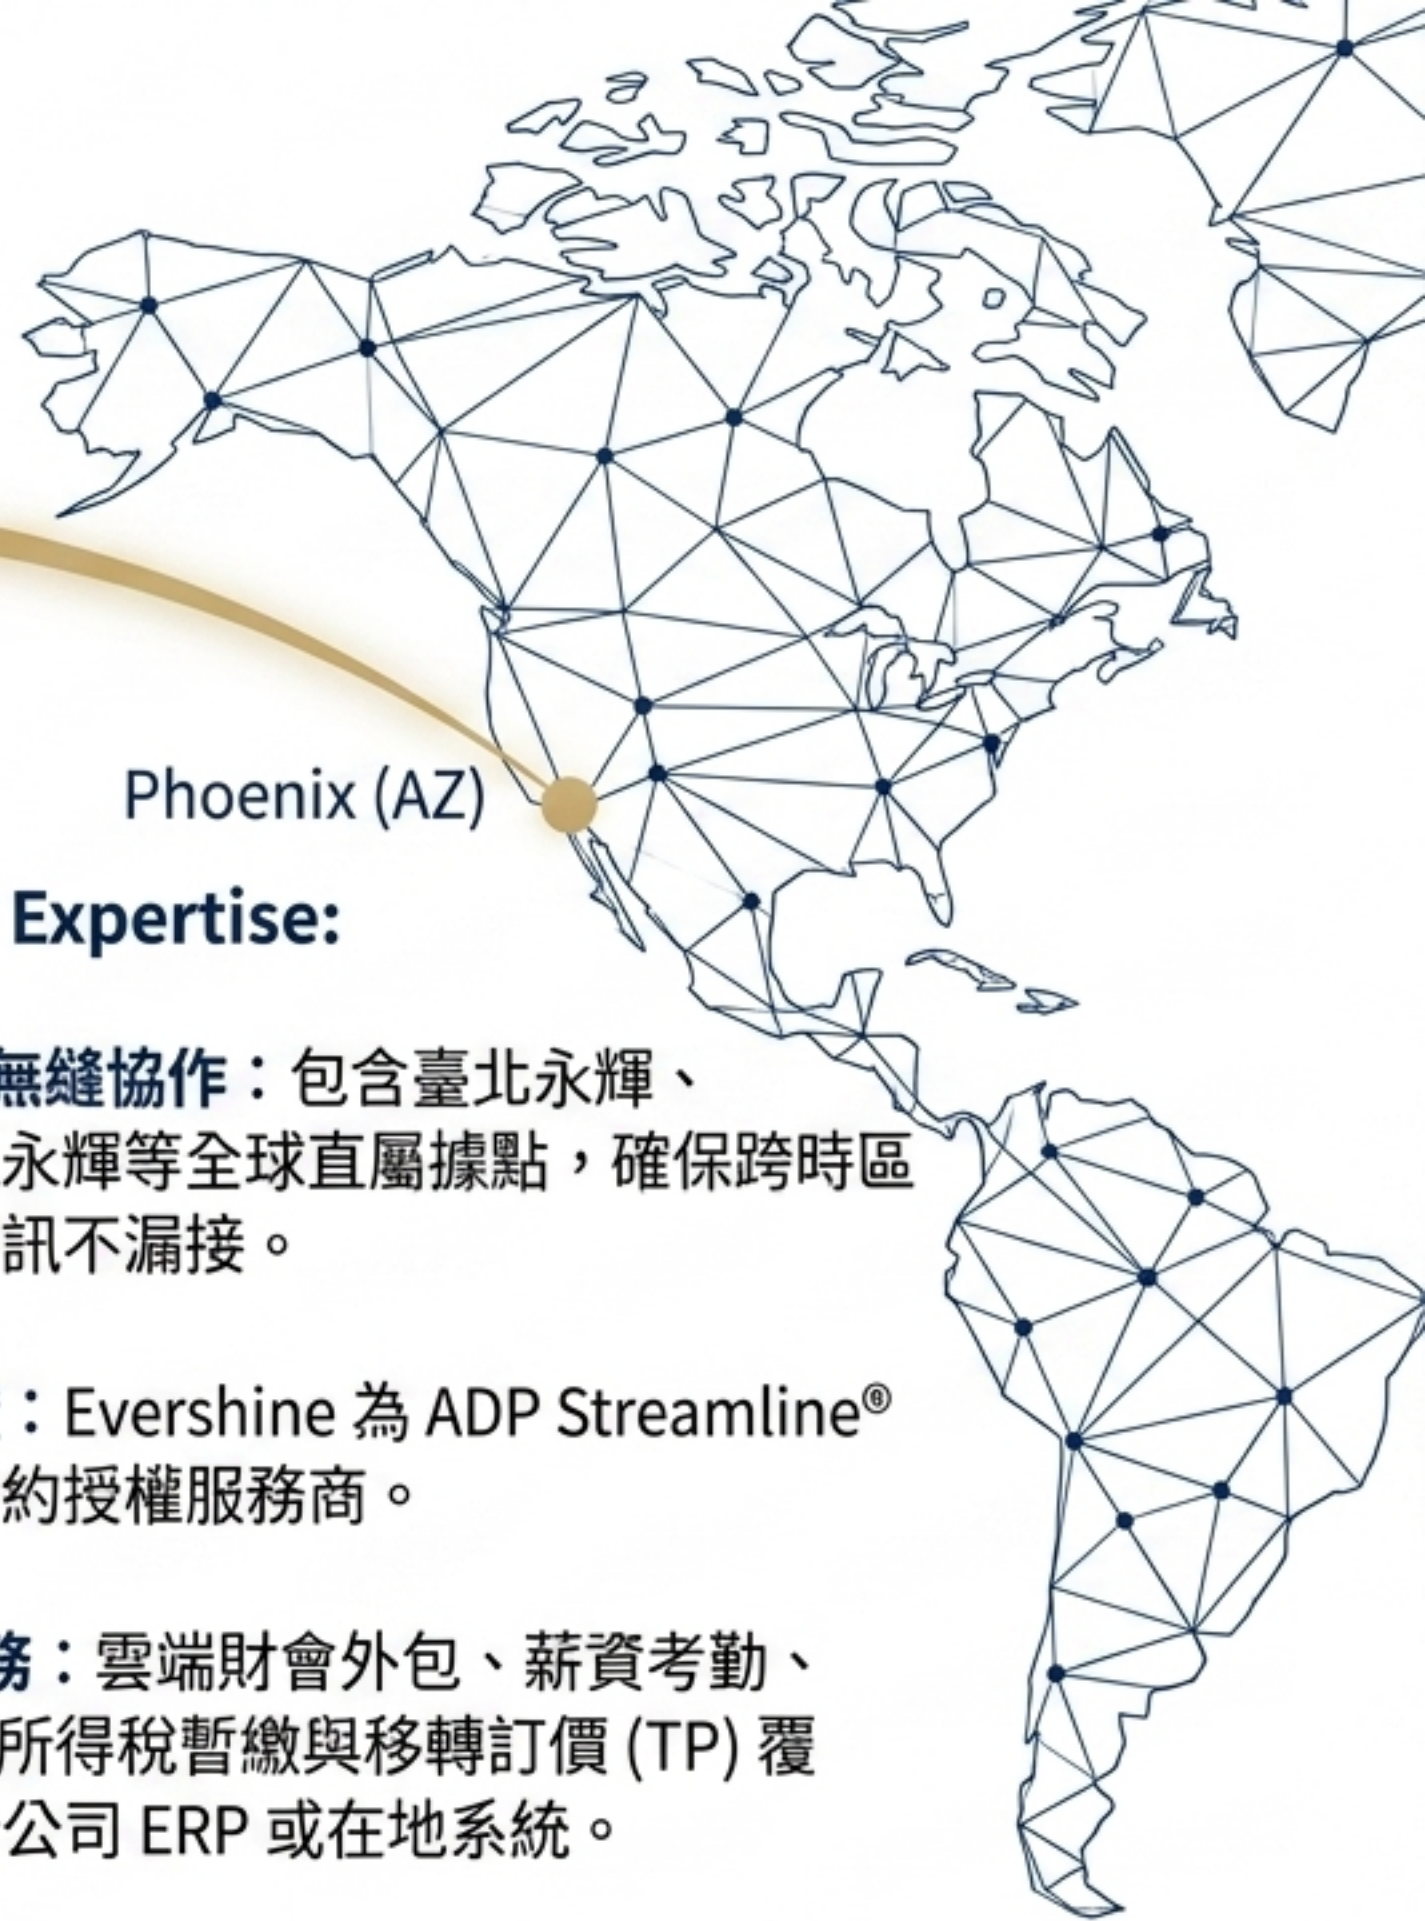 Phoenix (AZ)
Expertise:
無縫協作：包含臺北永輝、
永輝等全球直屬據點，確保跨時區
訊不漏接。
：Evershine 為 ADP Streamline®
約授權服務商。
務：雲端財會外包、薪資考勤、
所得稅暫繳與移轉訂價 (TP) 覆
公司 ERP 或在地系統。